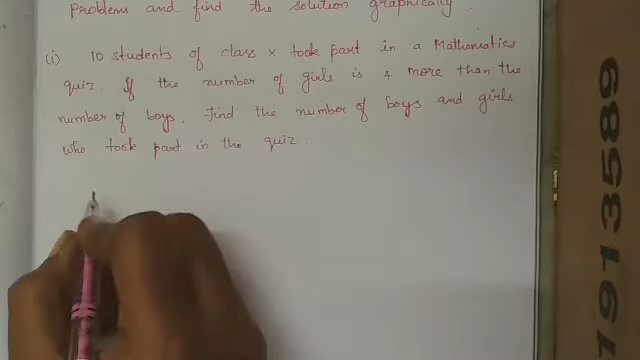 Problems and find the solution graphically.
(i) 10 students of class x took part in a Mathematics
quiz. If the number of girls is 4 more than the
number of boys. Find the number of boys and girls
who took part in the quiz.
1913589